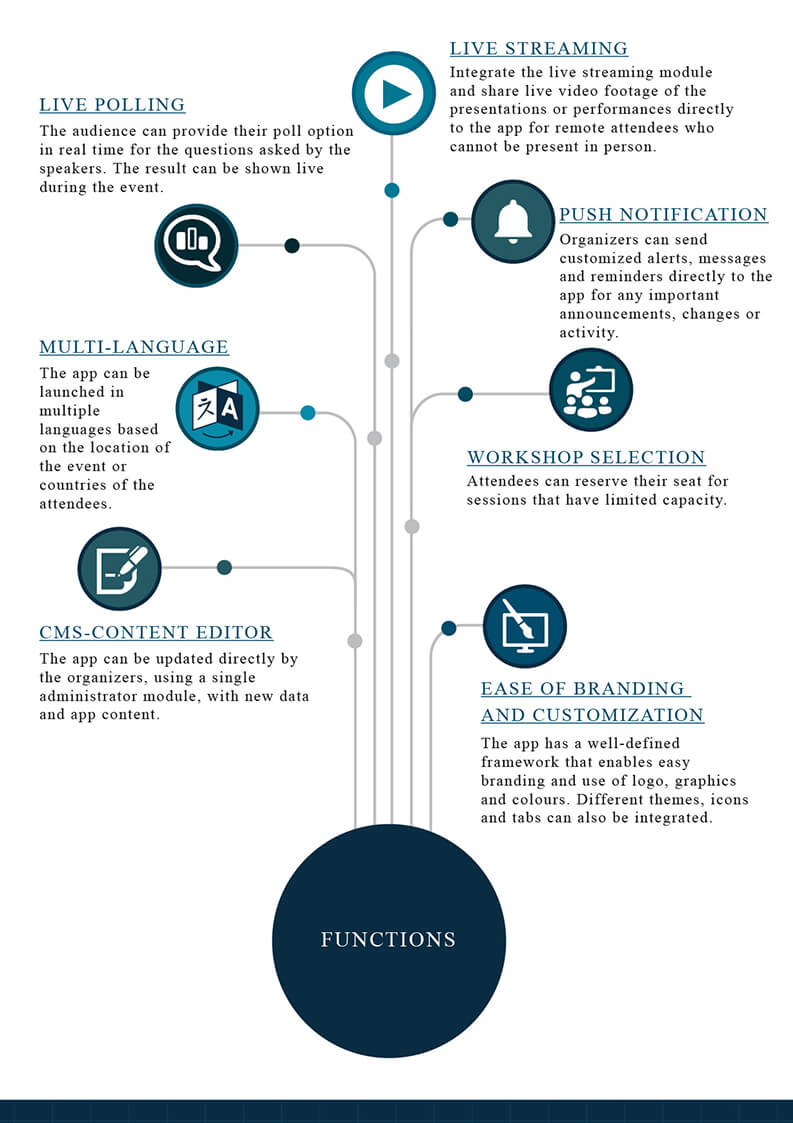 LIVE STREAMING
Integrate the live streaming module
and share live video footage of the
presentations or performances directly
to the app for remote attendees who
cannot be present in person.
LIVE POLLING
The audience can provide their poll option
in real time for the questions asked by the
speakers. The result can be shown live
during the event.
PUSH NOTIFICATION
Organizers can send
customized alerts, messages
and reminders directly to the
app for any important
announcements, changes or
activity.
MULTI-LANGUAGE
The app can be
launched in
multiple
languages based
on the location of
the event or
countries of the
attendees.
A
WORKSHOP SELECTION
Attendees can reserve their seat for
sessions that have limited capacity.
CMS-CONTENT EDITOR
The app can be updated directly by
the organizers, using a single
administrator module, with new data
and app content.
EASE OF BRANDING
AND CUSTOMIZATION
The app has a well-defined
framework that enables easy
branding and use of logo, graphics
and colours. Different themes, icons
and tabs can also be integrated.
FUNCTIONS